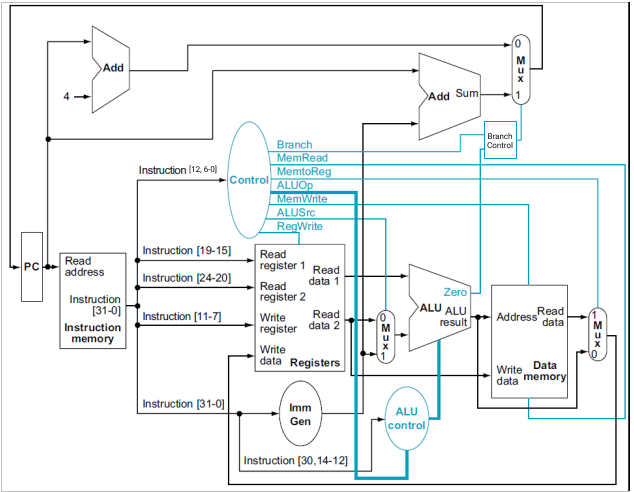 Add
4
Add Sum
0
M
u
x
1
Branch
Control
Instruction [12, 6-0]
Control
Branch
MemRead
MemtoReg
ALUOp
MemWrite
ALUSrc
RegWrite
PC
Read
address
Instruction
[31-0]
Instruction
memory
Instruction [19-15]
Instruction [24-20]
Instruction [11-7]
Instruction [31-0]
Instruction [30,14-12]
Read
register 1
Read
data 1
Read
register 2
Write
register
Read
data 2
Write
data
Registers
0
M
u
x
1
Zero
ALU
ALU
result
Address
Read
data
Write
data
Data
memory
1
M
u
x
0
Imm
Gen
ALU
control